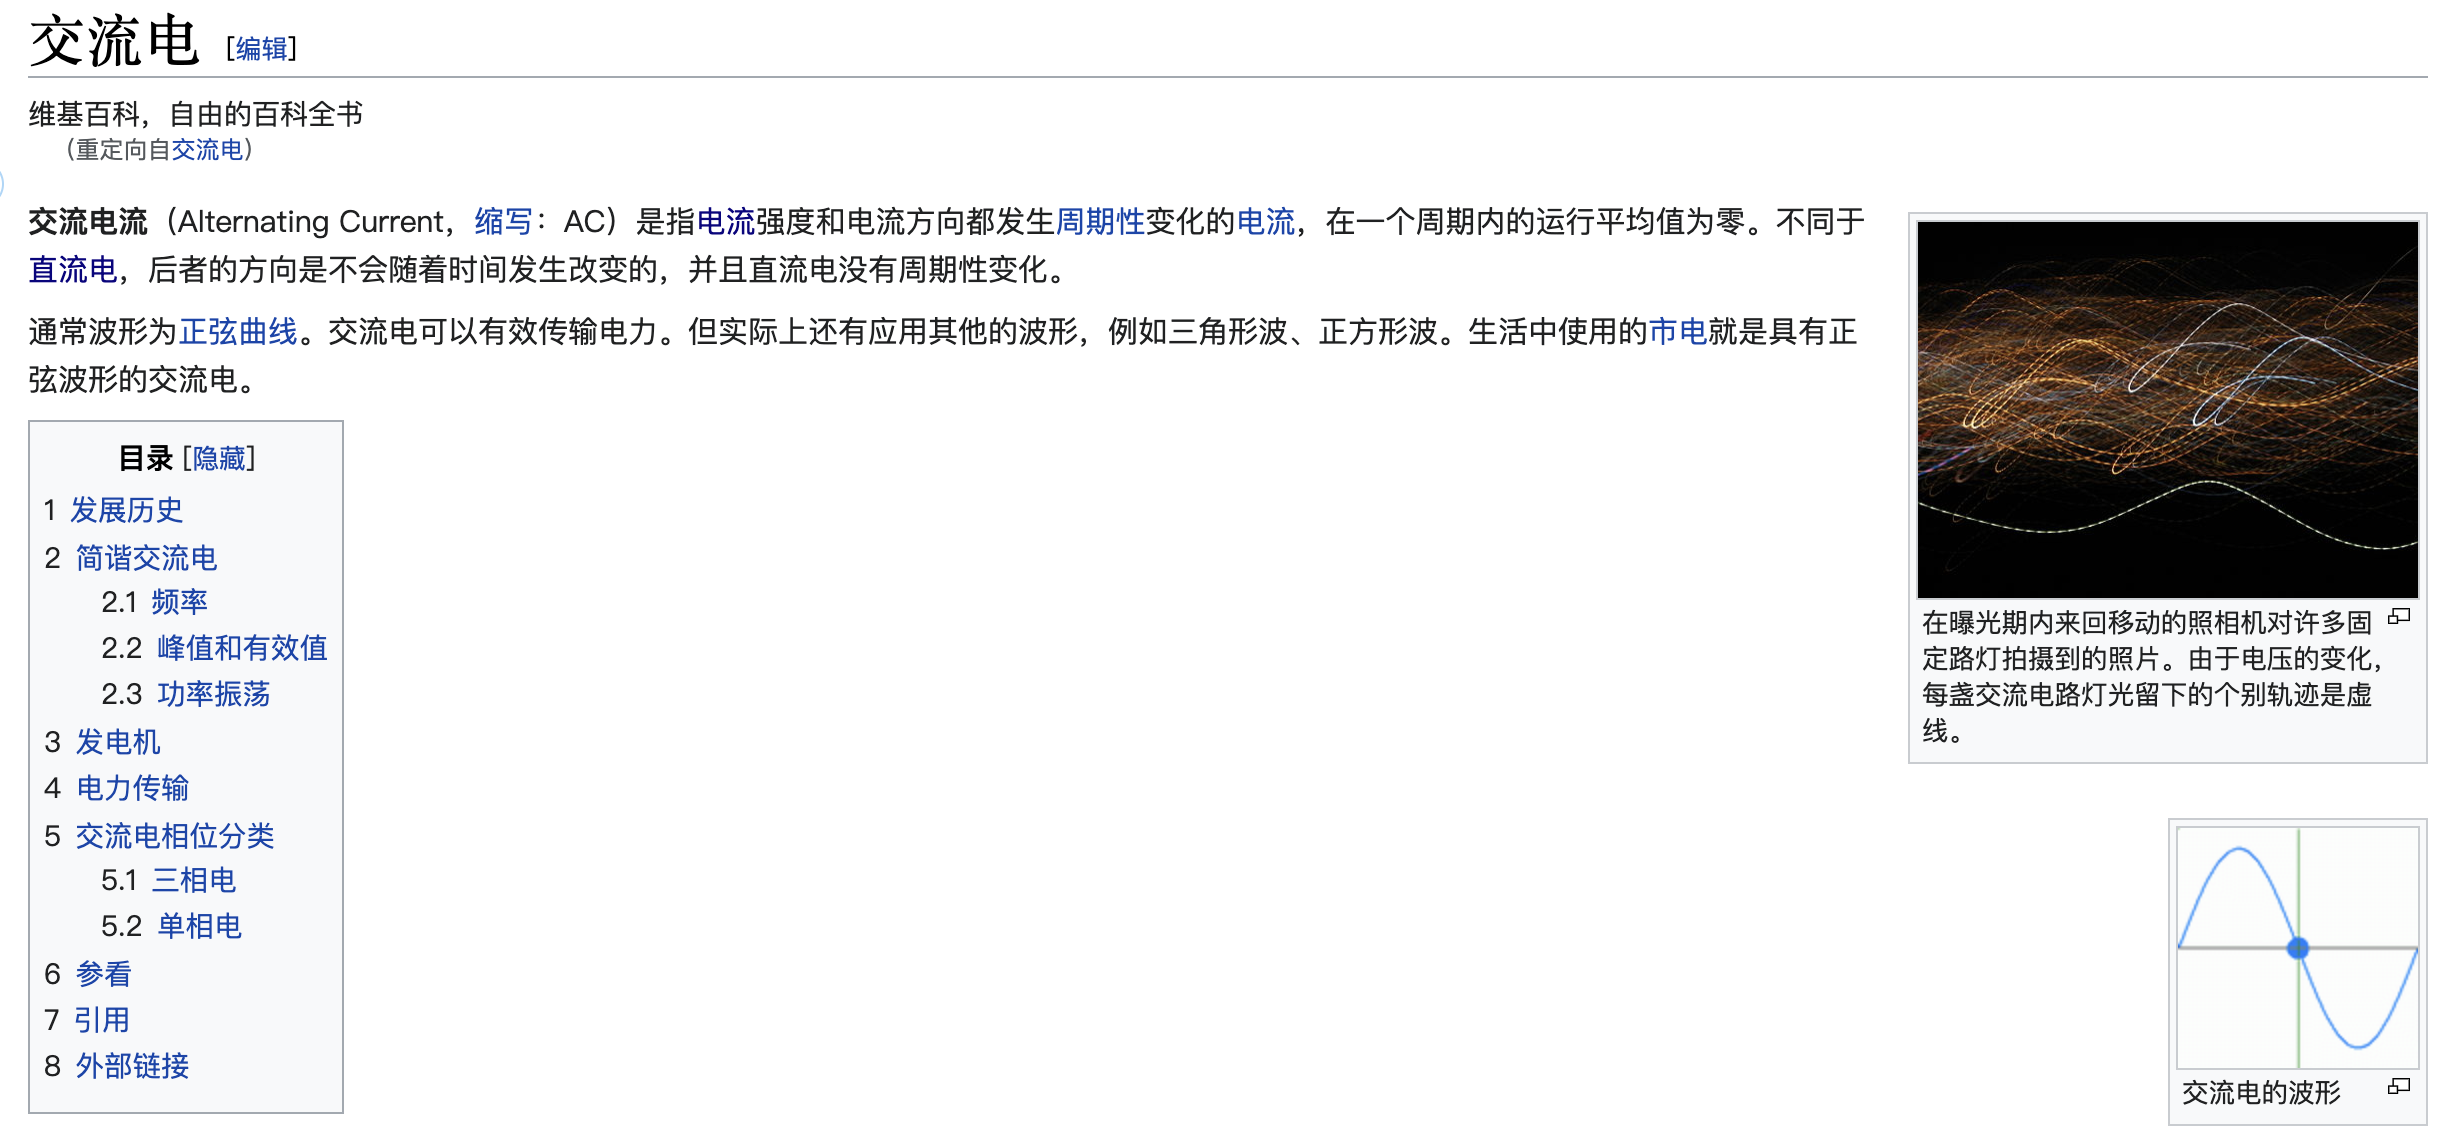 交流电 [编辑]
维基百科，自由的百科全书
（重定向自交流电）
交流电流（Alternating Current，缩写：AC）是指电流强度和电流方向都发生周期性变化的电流，在一个周期内的运行平均值为零。不同于
直流电，后者的方向是不会随着时间发生改变的，并且直流电没有周期性变化。
通常波形为正弦曲线。交流电可以有效传输电力。但实际上还有应用其他的波形，例如三角形波、正方形波。生活中使用的市电就是具有正
弦波形的交流电。
目录 [隐藏]
1 发展历史
2 简谐交流电
2.1 频率
2.2 峰值和有效值
2.3 功率振荡
3 发电机
4 电力传输
5 交流电相位分类
5.1 三相电
5.2 单相电
6 参看
7 引用
8 外部链接
在曝光期内来回移动的照相机对许多固
定路灯拍摄到的照片。由于电压的变化，
每盏交流电路灯光留下的个别轨迹是虚
线。
交流电的波形